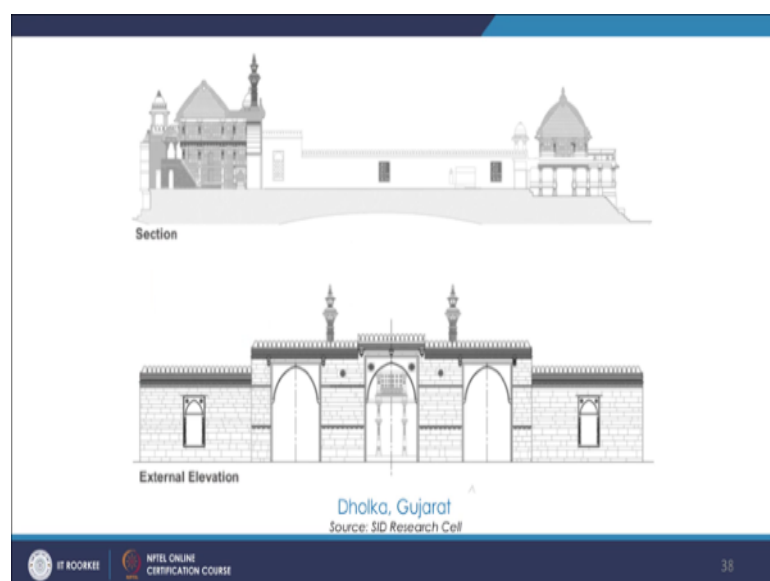 Section
External Elevation
Dholka, Gujarat
Source: SID Research Cell
IIT ROORKEE
NPTEL ONLINE
CERTIFICATION COURSE
38